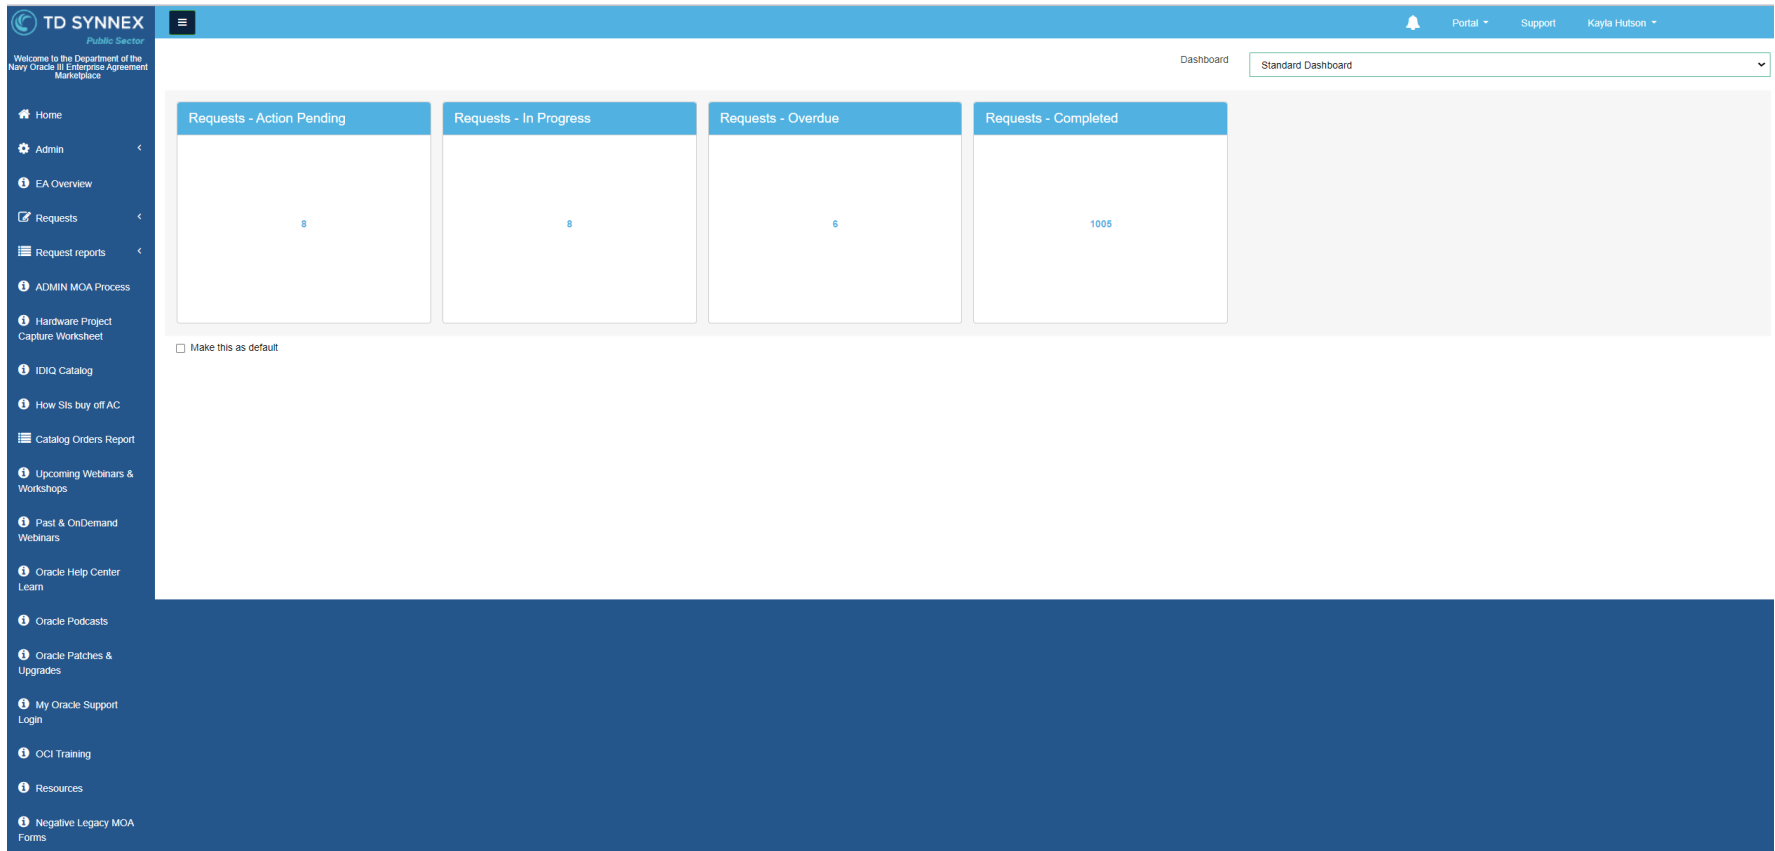 TD SYNNEX
Public Sector
Welcome to the Department of the
Navy Oracle III Enterprise Agreement
Marketplace
Home
Admin
EA Overview
Requests
Request reports
ADMIN MOA Process
Hardware Project
Capture Worksheet
IDIQ Catalog
How SIs buy off AC
Catalog Orders Report
Upcoming Webinars &
Workshops
Past & OnDemand
Webinars
Oracle Help Center
Learn
Oracle Podcasts
Oracle Patches &
Upgrades
My Oracle Support
Login
OCI Training
Resources
Negative Legacy MOA
Forms
Portal
Support
Kayla Hutson
Dashboard
Standard Dashboard
Requests - Action Pending
8
Requests - In Progress
8
Requests - Overdue
6
Requests - Completed
1005
Make this as default